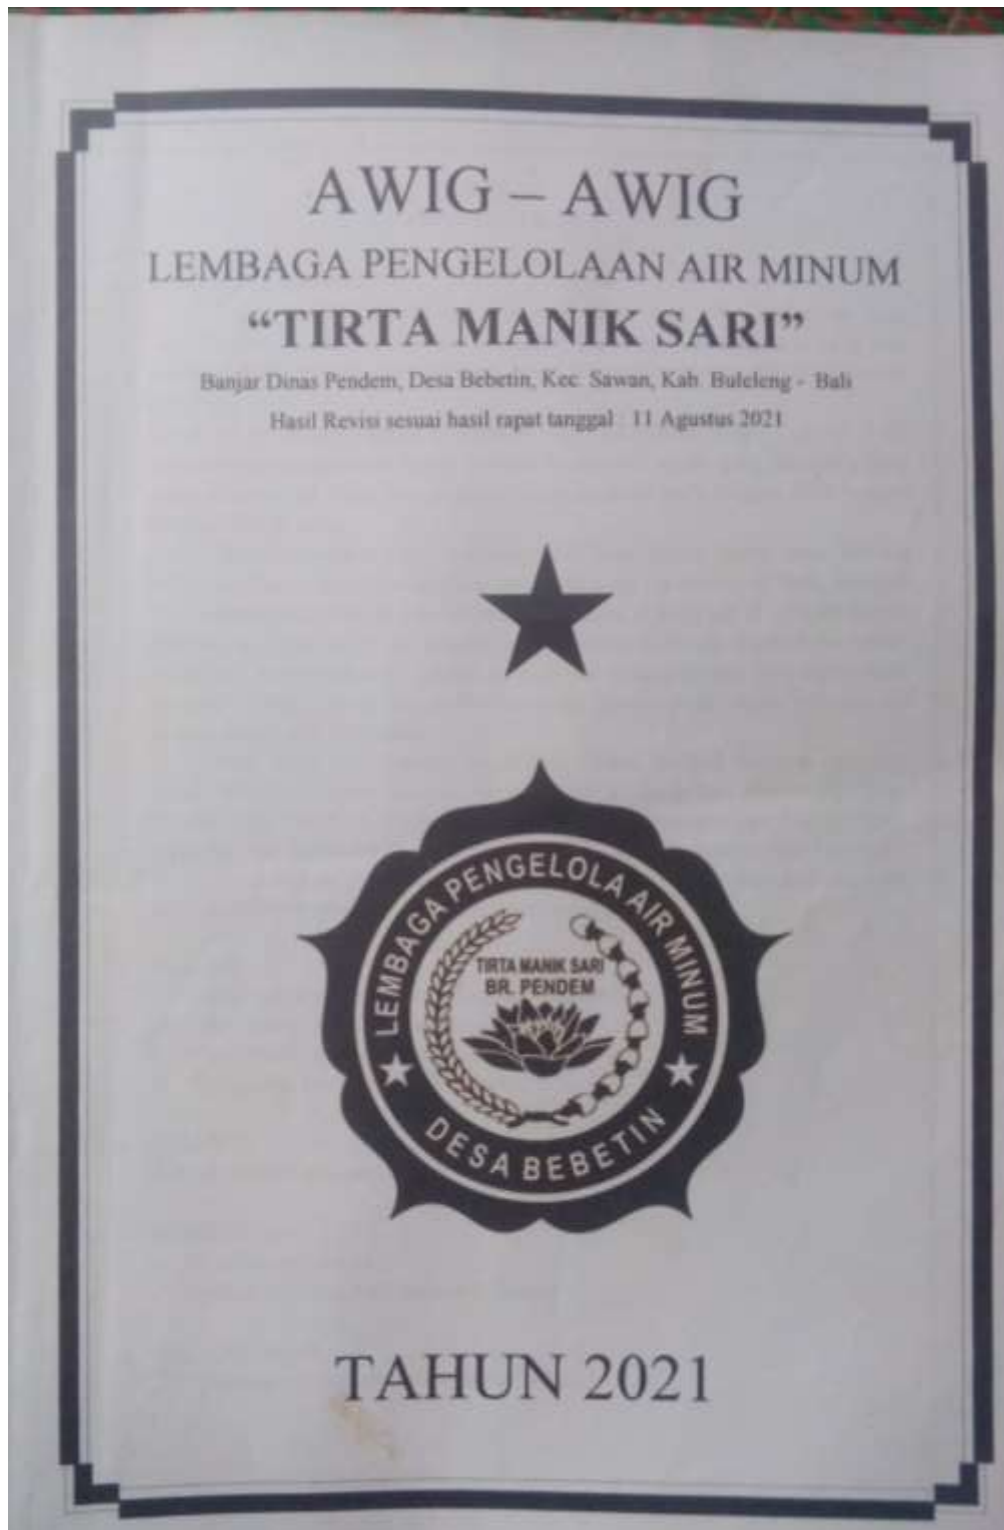 AWIG – AWIG
LEMBAGA PENGELOLAAN AIR MINUM
“TIRTA MANIK SARI”
Banjar Dinas Pendem, Desa Bebetin, Kec. Sawan, Kab. Buleleng - Bali
Hasil Revisi sesuai hasil rapat tanggal : 11 Agustus 2021
LEMBAGA PENGELOLA AIR MINUM
TIRTA MANIK SARI
BR. PENDEM
DESA BEBETIN
TAHUN 2021